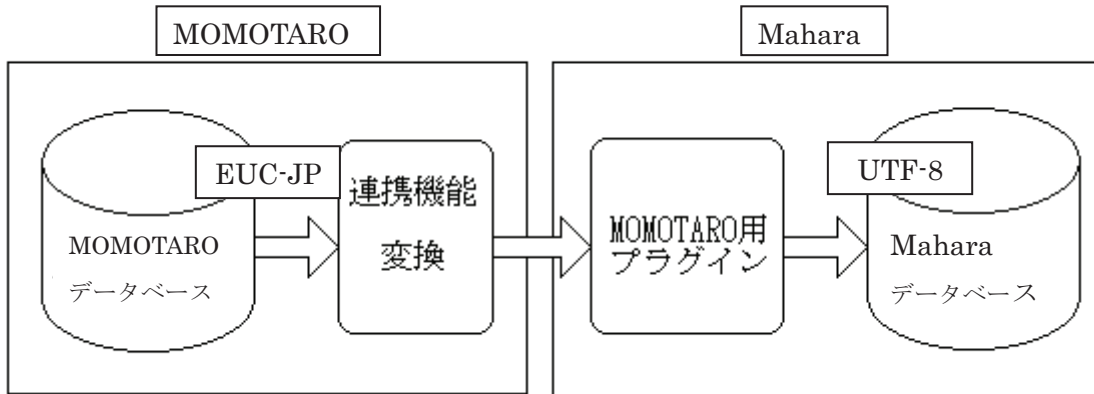 MOMOTARO
Mahara
EUC-JP
MOMOTARO
データベース
連携機能
変換
MOMOTARO用
プラグイン
UTF-8
Mahara
データベース